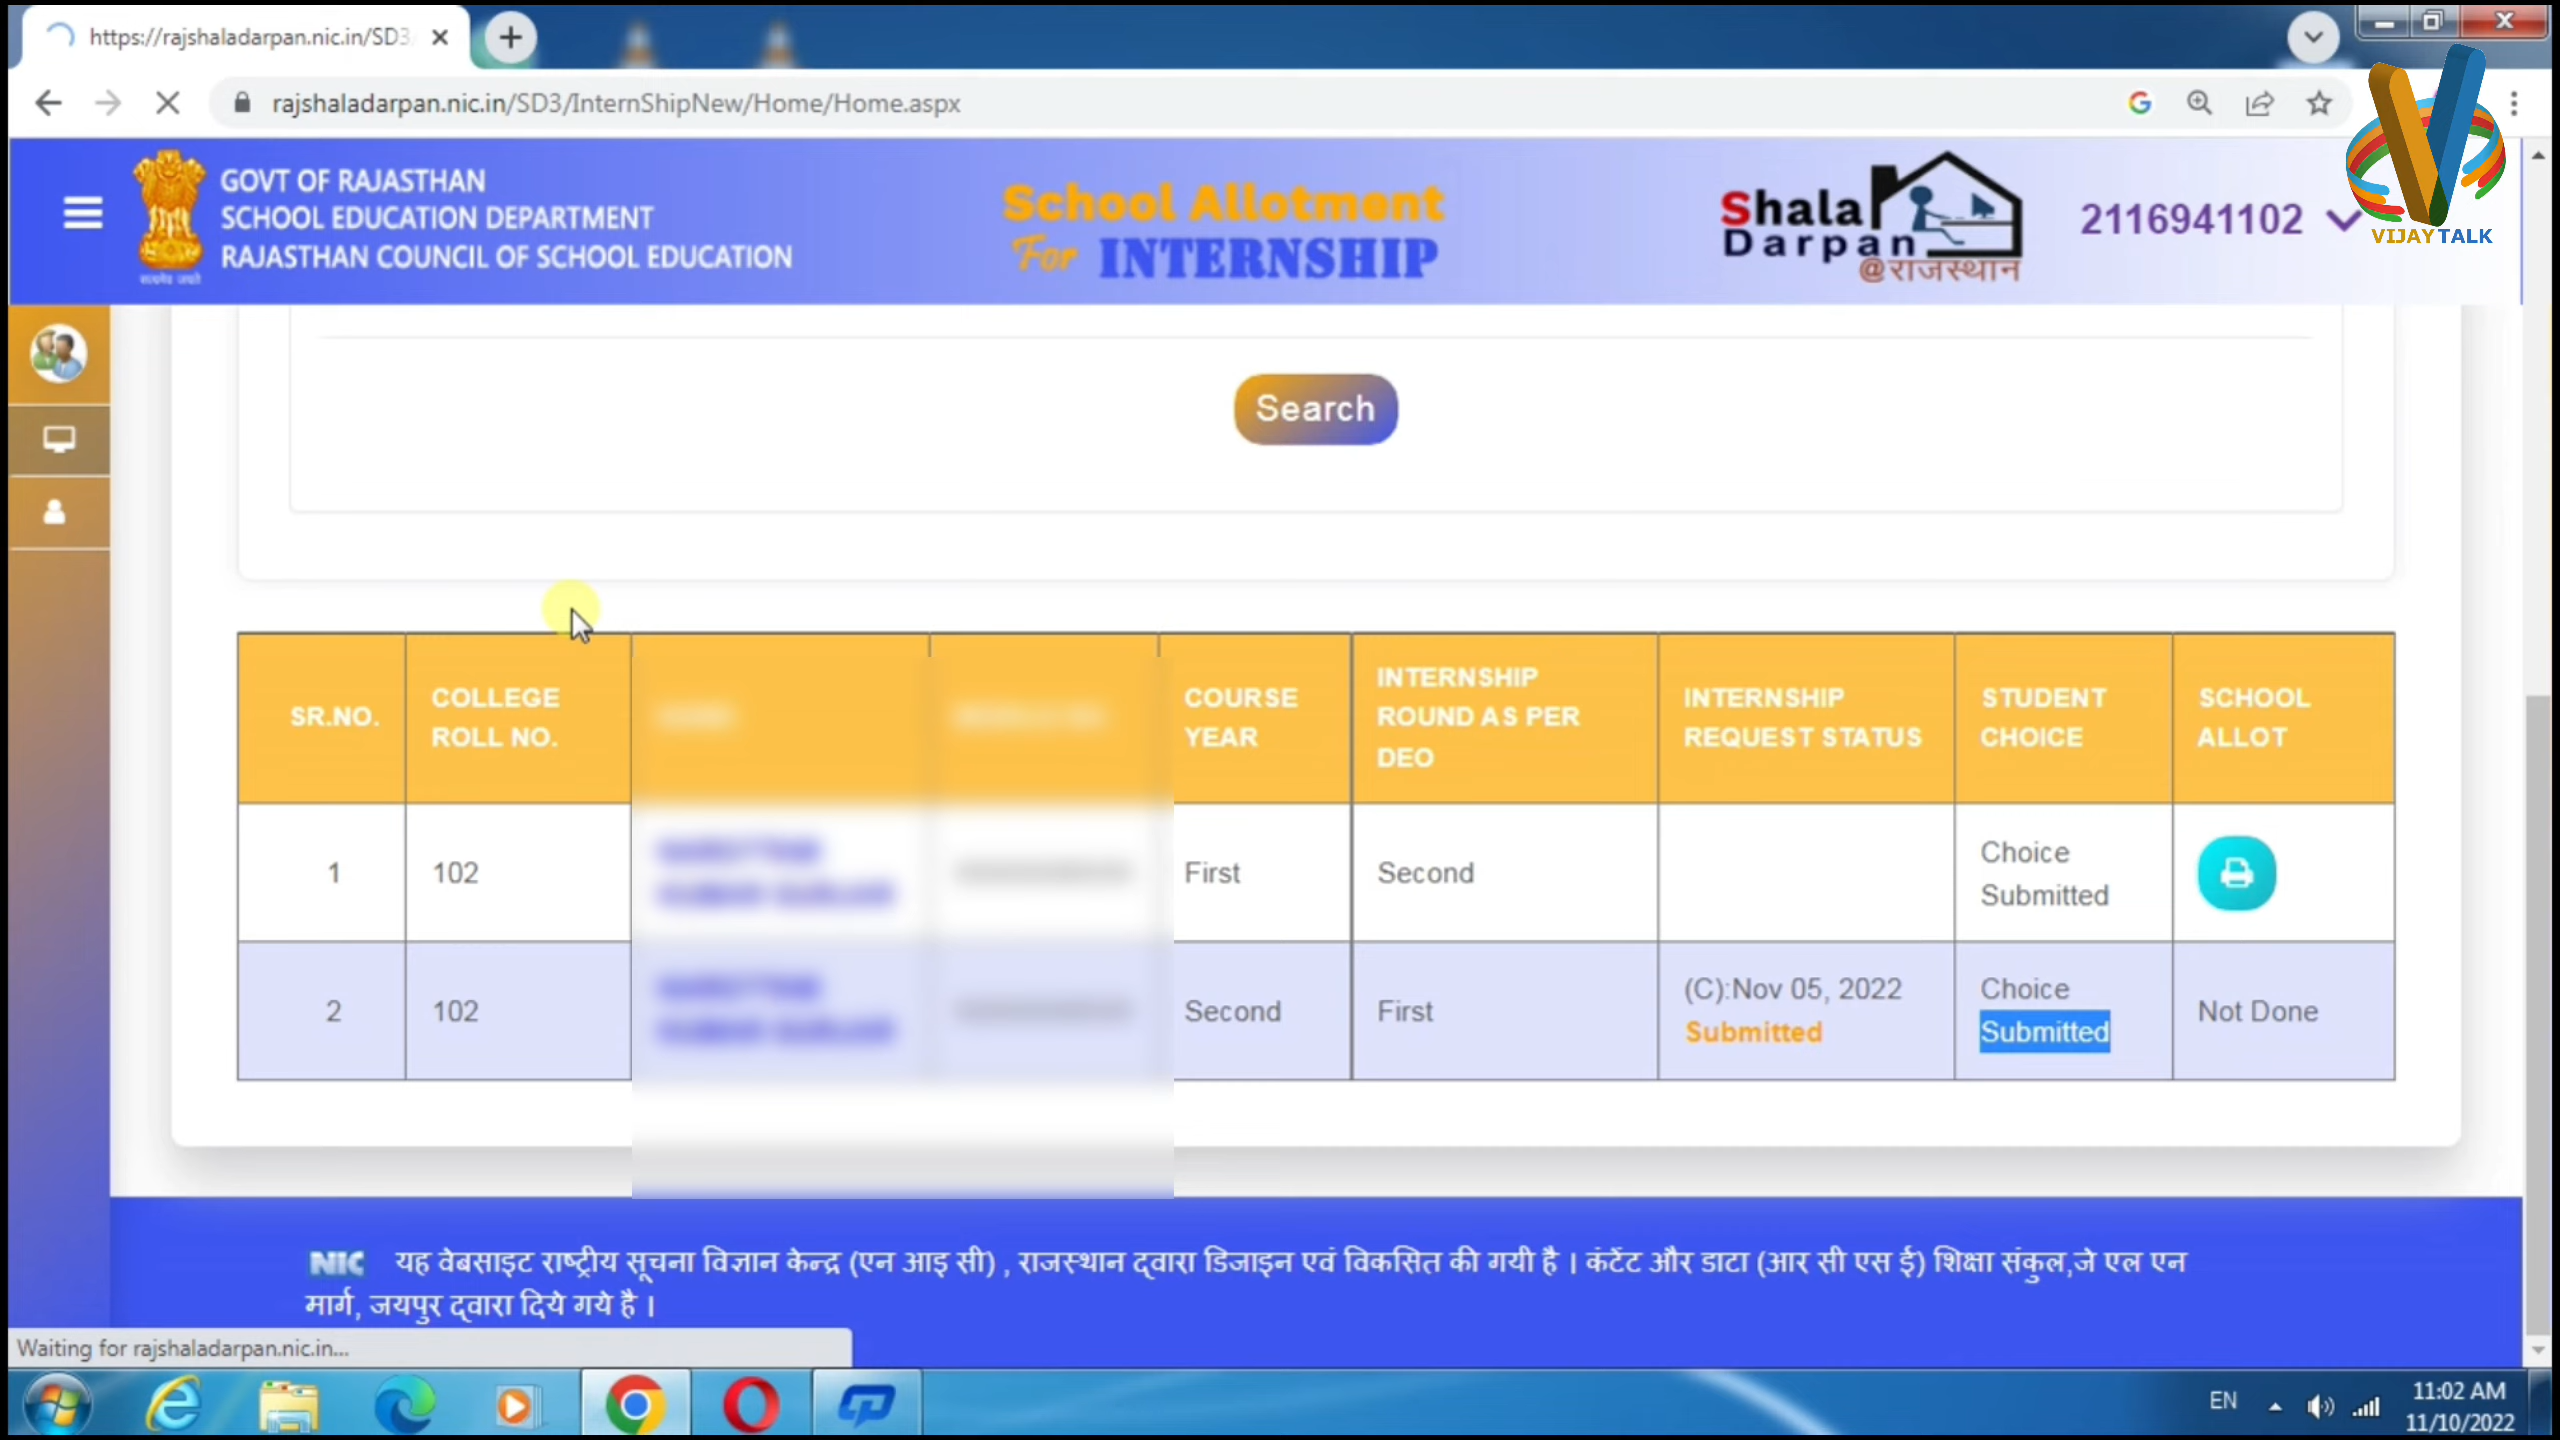 https://rajshaladarpan.nic.in/SD3
rajshaladarpan.nic.in/SD3/InternShipNew/Home/Home.aspx
GOVT OF RAJASTHAN
SCHOOL EDUCATION DEPARTMENT
RAJASTHAN COUNCIL OF SCHOOL EDUCATION
School Allotment
For INTERNSHIP
Shala
Darpan
@राजस्थान
2116941102
VIJAY TALK
Search
SR.NO.
COLLEGE
ROLL NO.
COURSE
YEAR
INTERNSHIP
ROUND AS PER
DEO
INTERNSHIP
REQUEST STATUS
STUDENT
CHOICE
SCHOOL
ALLOT
1
102
First
Second
Choice
Submitted
2
102
Second
First
(C):Nov 05, 2022
Submitted
Choice
Submitted
Not Done
NIC यह वेबसाइट राष्ट्रीय सूचना विज्ञान केन्द्र (एन आइ सी) , राजस्थान द्वारा डिजाइन एवं विकसित की गयी है । कंटेंट और डाटा (आर सी एस ई) शिक्षा संकुल,जे एल एन
मार्ग, जयपुर द्वारा दिये गये है ।
Waiting for rajshaladarpan.nic.in...
EN
11:02 AM
11/10/2022